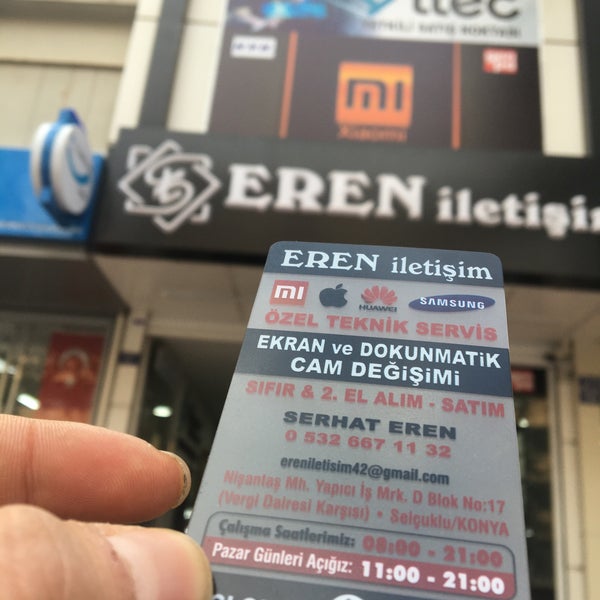 mi
Xiaomi
EREN iletişim
EREN iletişim
mi
HUAWEI
SAMSUNG
ÖZEL TEKNİK SERVİS
EKRAN ve DOKUNMATİK
CAM DEĞİŞİMİ
SIFIR & 2. EL ALIM - SATIM
SERHAT EREN
0 532 667 11 32
ereniletisim42@gmail.com
Nişantaş Mh. Yapıcı İş Mrk. D Blok No:17
(Vergi Dairesi Karşısı) • Selçuklu/KONYA
Çalışma Saatlerimiz: 08:00 - 21:00
Pazar Günleri Açığız: 11:00 - 21:00